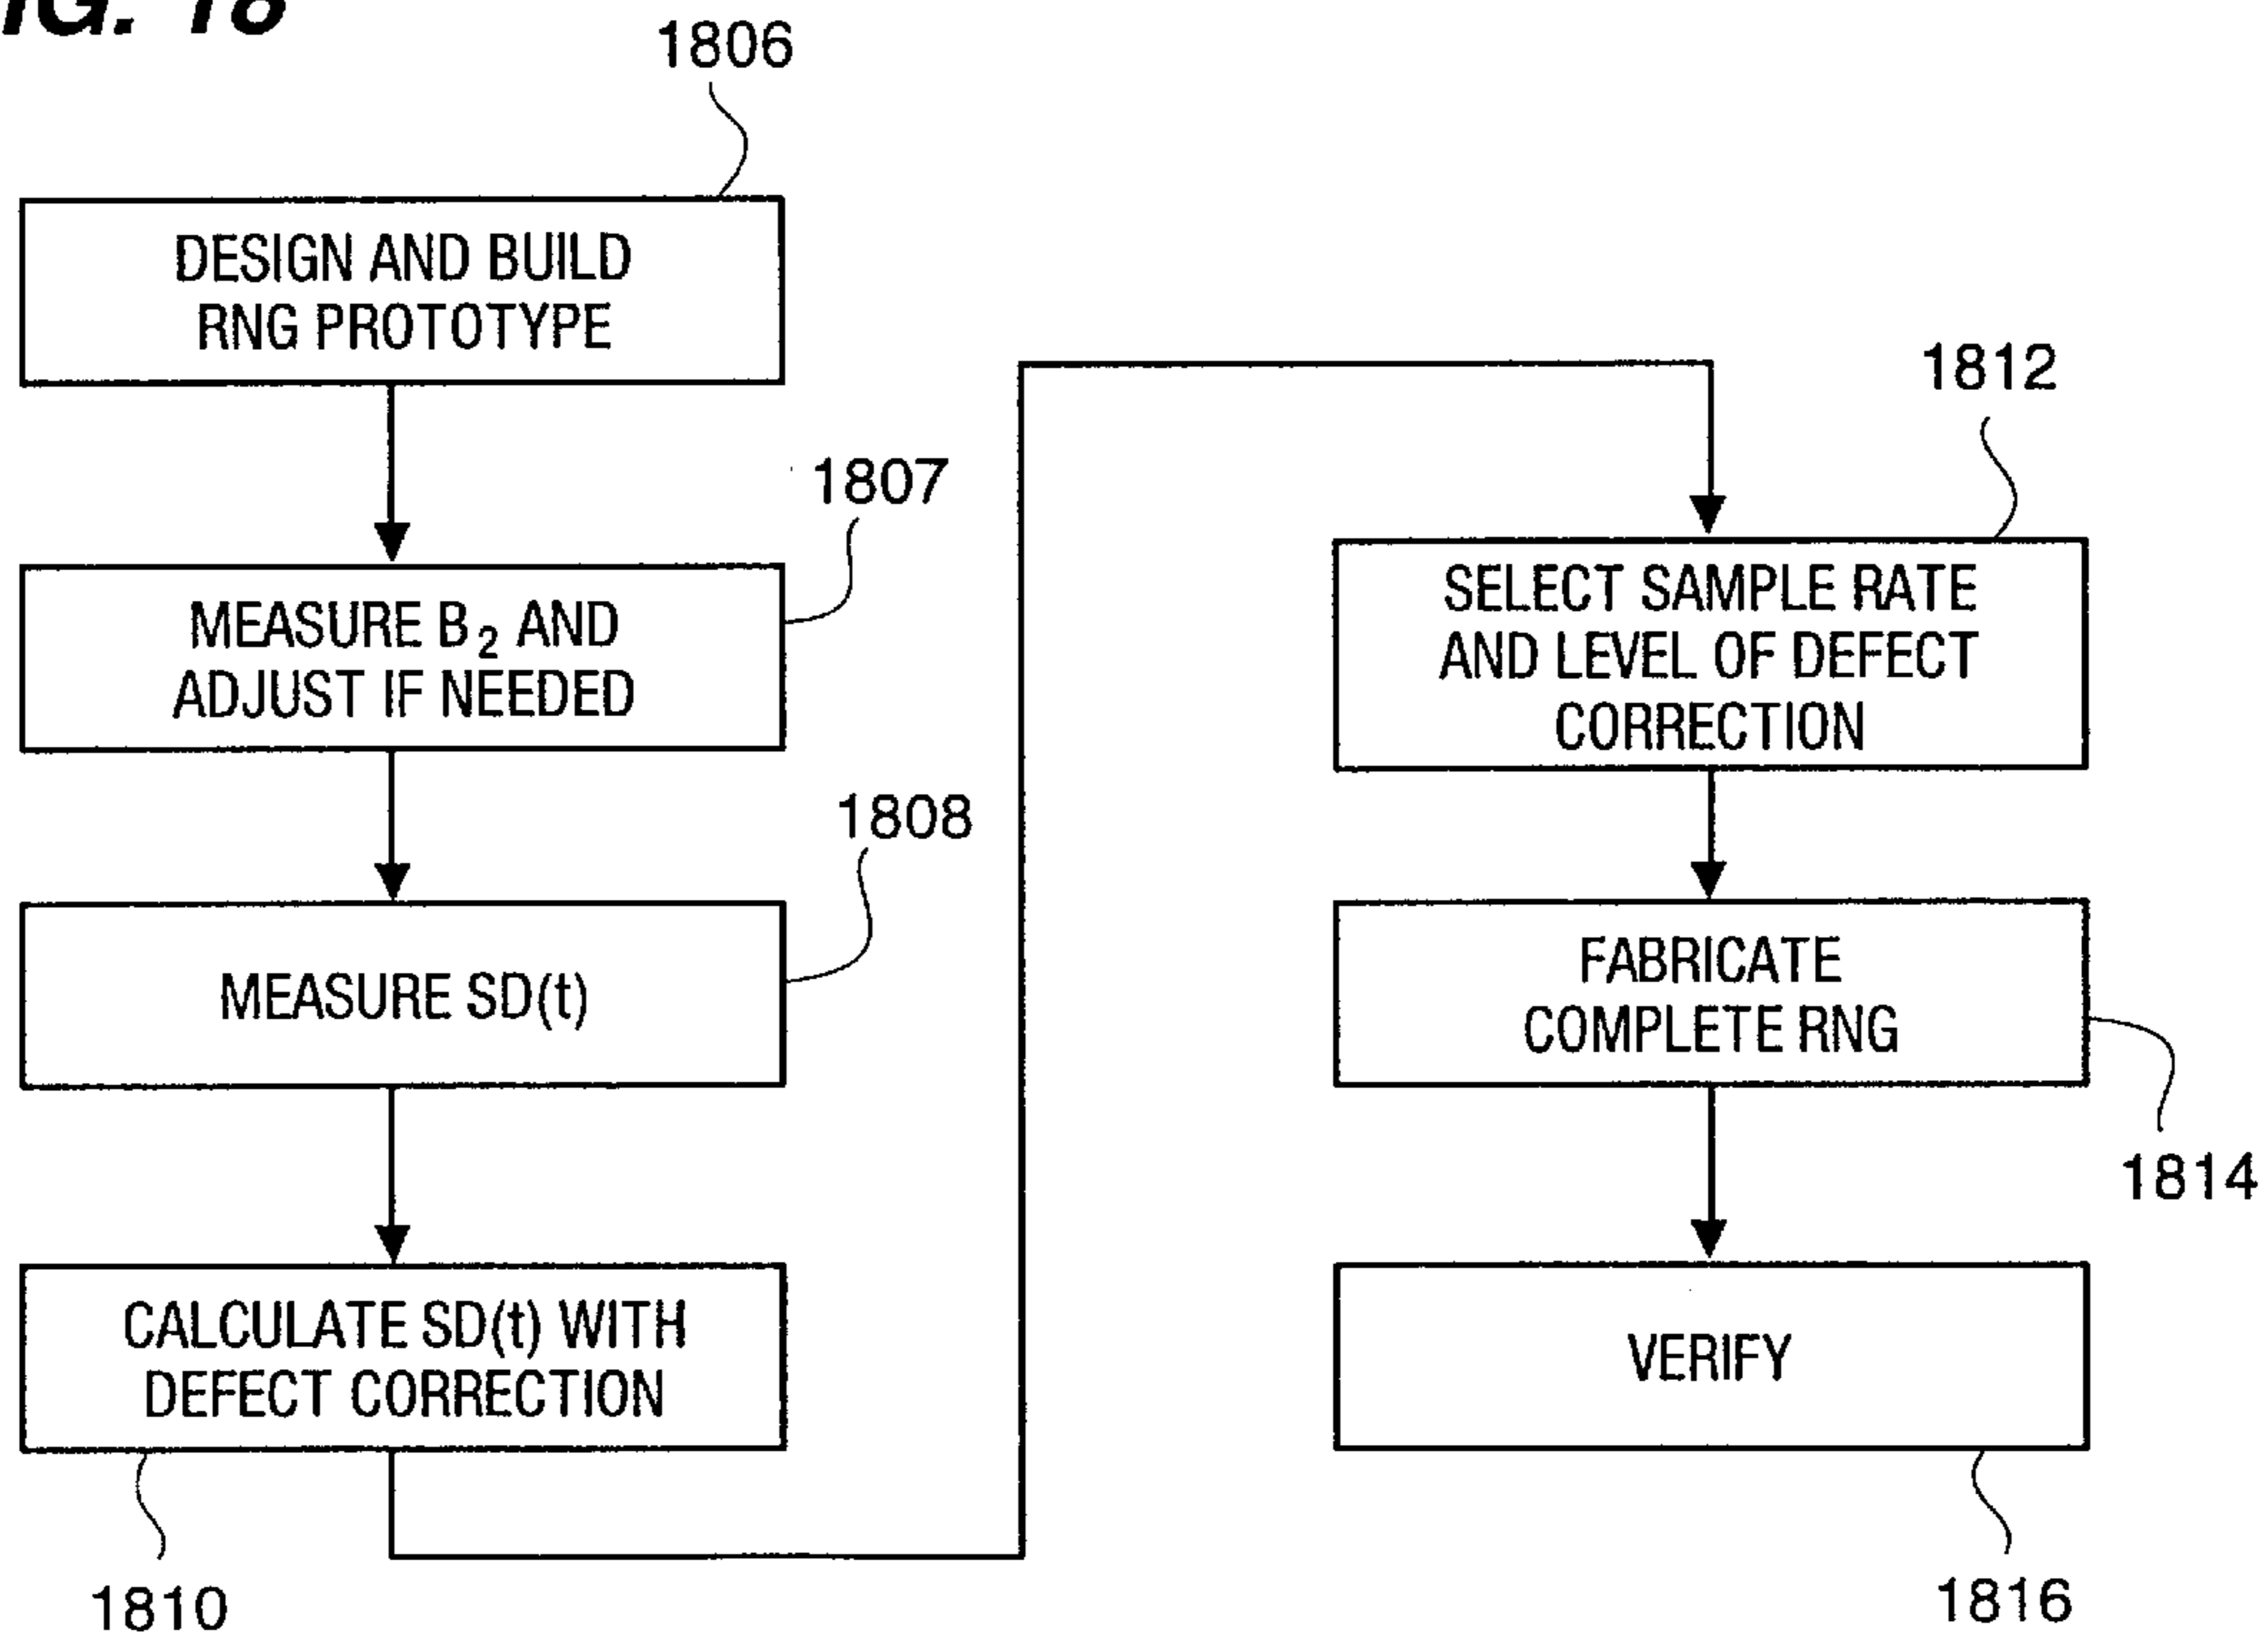 FIG. 18
1806
DESIGN AND BUILD
RNG PROTOTYPE
1807
MEASURE B2 AND
ADJUST IF NEEDED
1808
MEASURE SD(t)
CALCULATE SD(t) WITH
DEFECT CORRECTION
1810
1812
SELECT SAMPLE RATE
AND LEVEL OF DEFECT
CORRECTION
FABRICATE
COMPLETE RNG
1814
VERIFY
1816